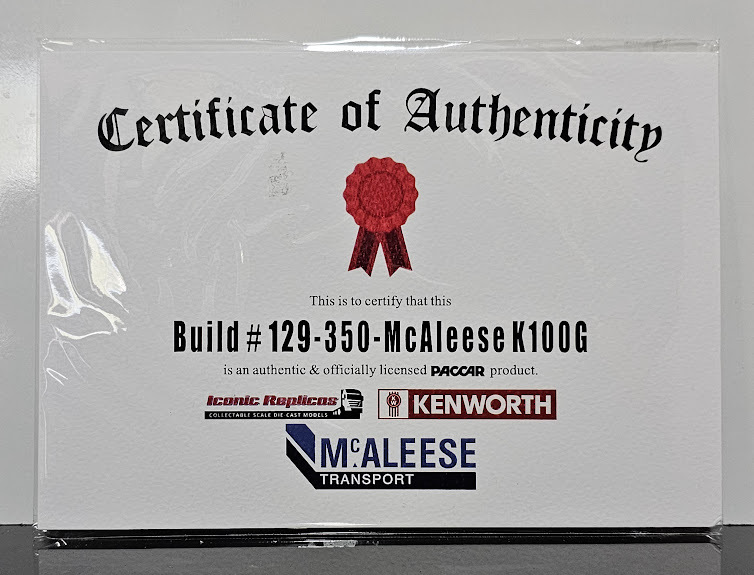 Certificate of Authenticity
This is to certify that this
Build # 129-350-McAleese K100G
is an authentic & officially licensed PACCAR product.
Iconic Replicas
COLLECTABLE SCALE DIE-CAST MODELS
KENWORTH
McALEESE
TRANSPORT